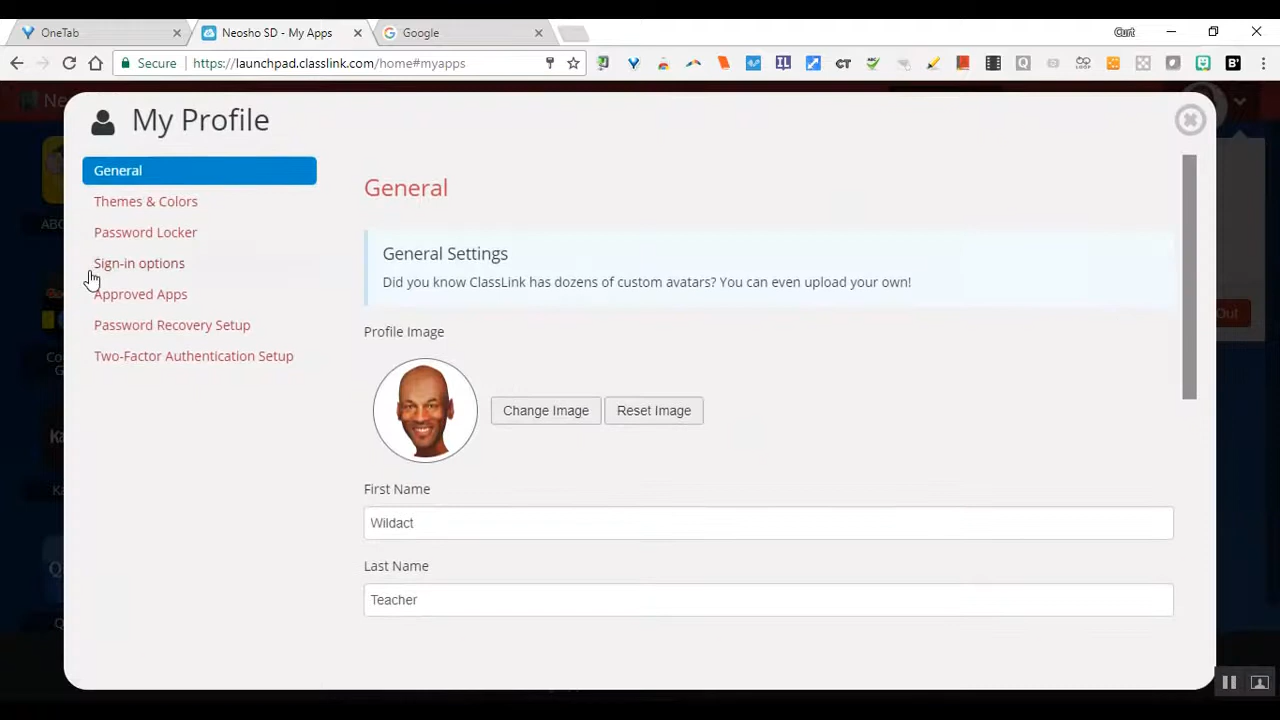 OneTab
Neosho SD - My Apps
Google
Curt
Secure
https://launchpad.classlink.com/home#myapps
My Profile
General
Themes & Colors
Password Locker
Sign-in options
Approved Apps
Password Recovery Setup
Two-Factor Authentication Setup
General
General Settings
Did you know ClassLink has dozens of custom avatars? You can even upload your own!
Profile Image
Change Image
Reset Image
First Name
Wildact
Last Name
Teacher
Out